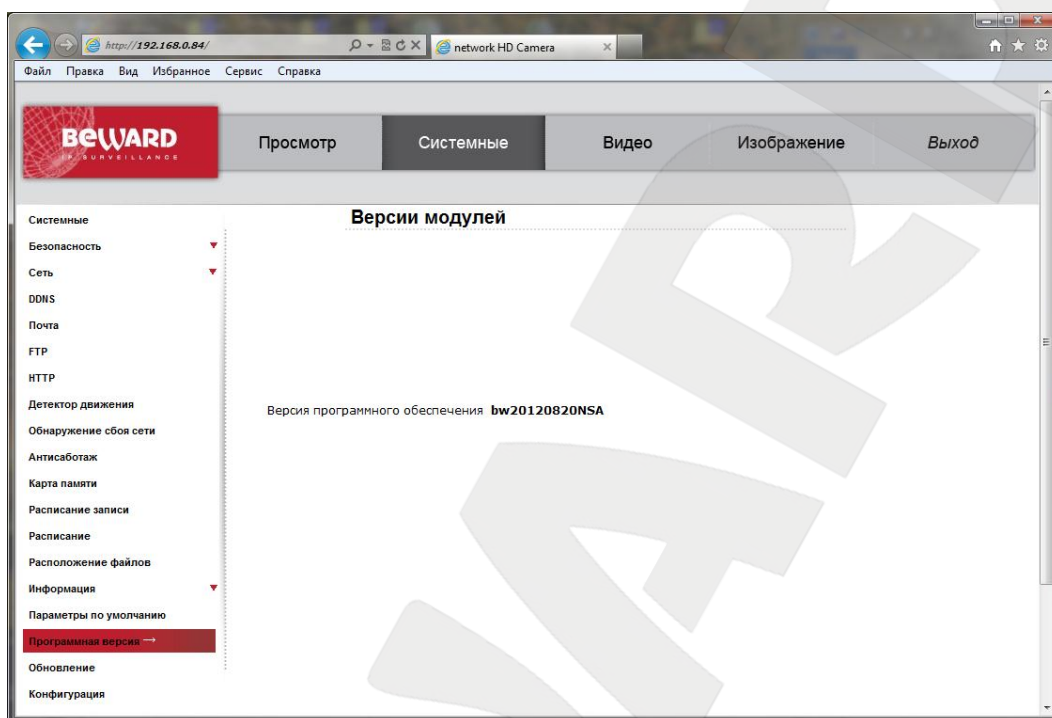 http://192.168.0.84/
network HD Camera
Файл Правка Вид Избранное Сервис Справка
BEWARD
IP SURVEILLANCE
Просмотр Системные Видео Изображение Выход
Системные
Безопасность
Сеть
DDNS
Почта
FTP
HTTP
Детектор движения
Обнаружение сбоя сети
Антисаботаж
Карта памяти
Расписание записи
Расписание
Расположение файлов
Информация
Параметры по умолчанию
Программная версия →
Обновление
Конфигурация
Версии модулей
Версия программного обеспечения bw20120820NSA